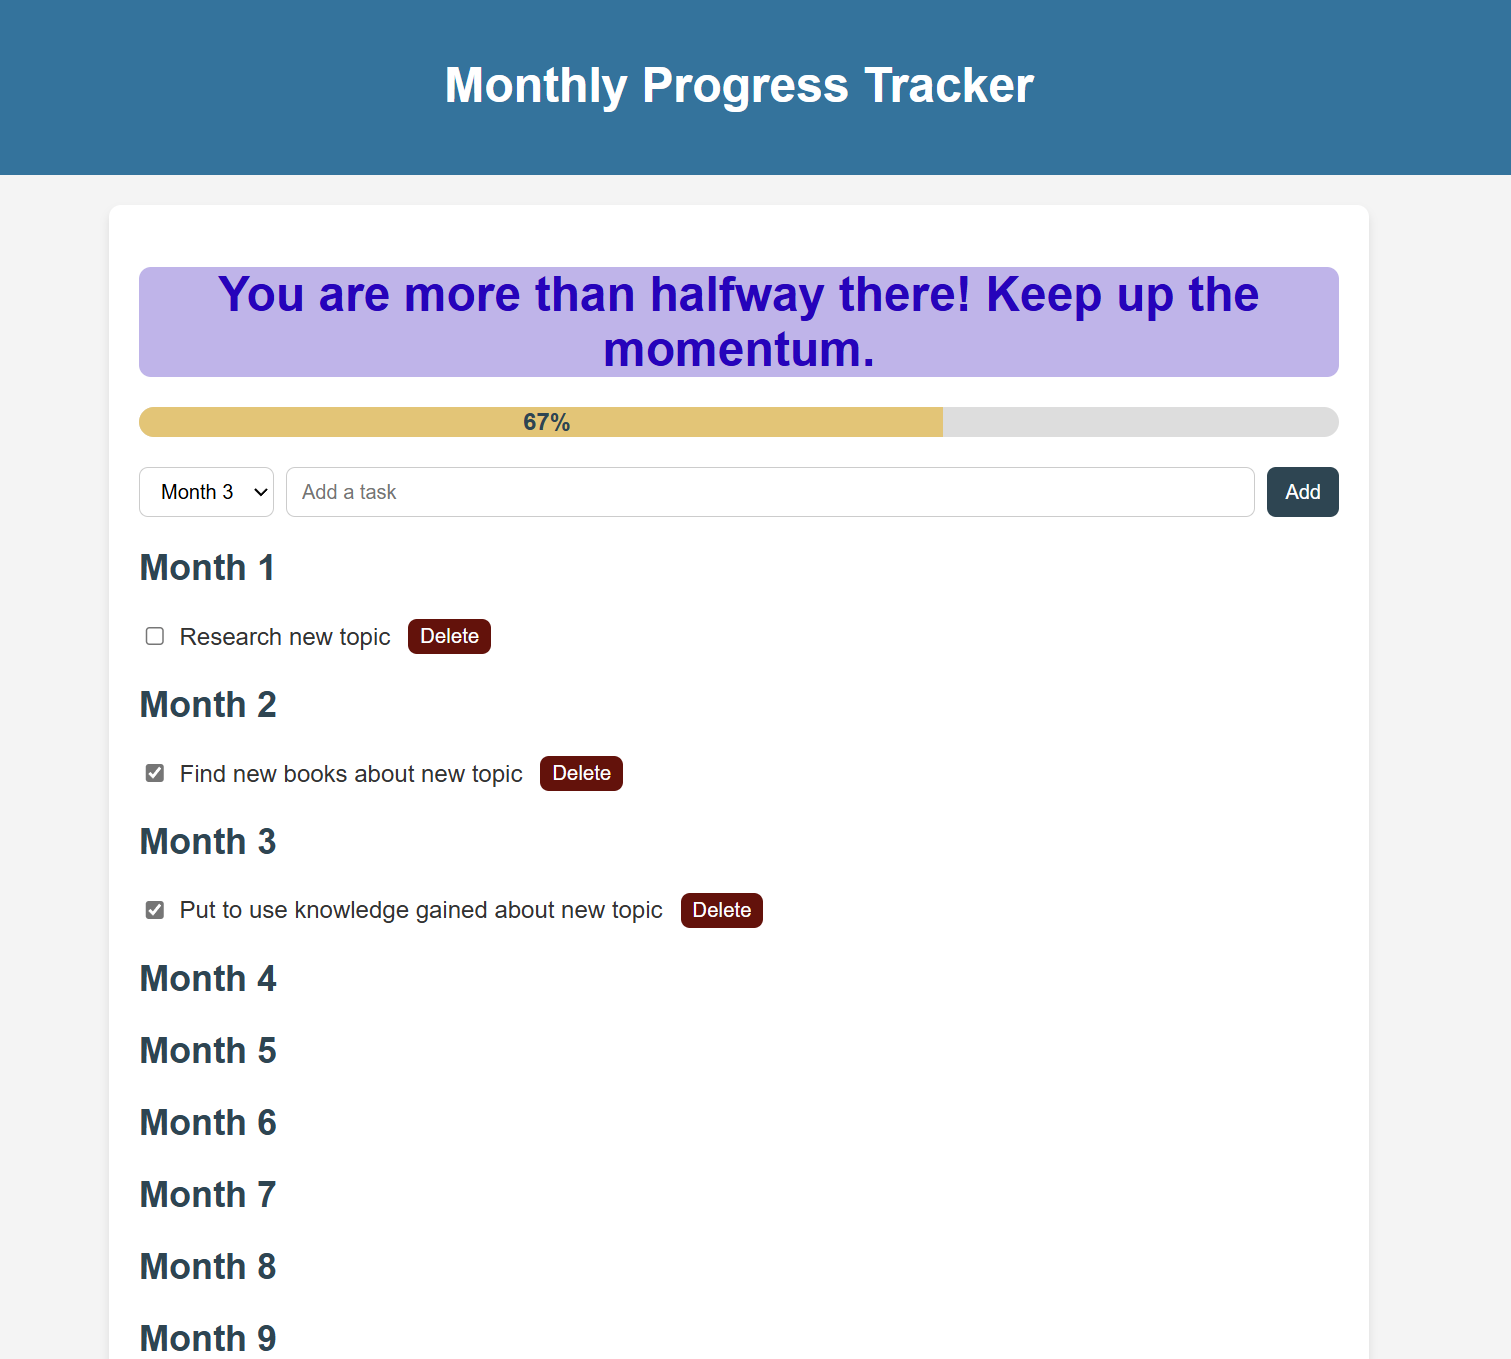 Monthly Progress Tracker
You are more than halfway there! Keep up the
momentum.
67%
Month 3 Add a task Add
Month 1
Research new topic Delete
Month 2
Find new books about new topic Delete
Month 3
Put to use knowledge gained about new topic Delete
Month 4
Month 5
Month 6
Month 7
Month 8
Month 9